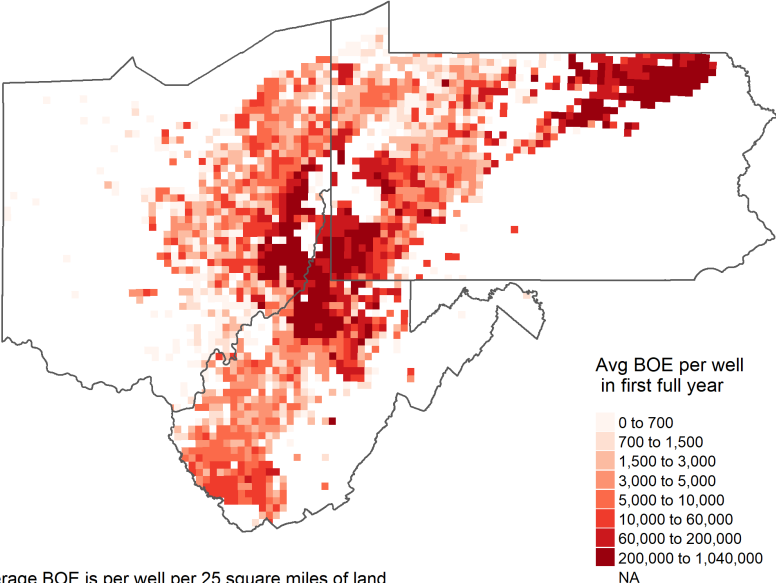 Avg BOE per well
in first full year
0 to 700
700 to 1,500
1,500 to 3,000
3,000 to 5,000
5,000 to 10,000
10,000 to 60,000
60,000 to 200,000
200,000 to 1,040,000
NA
erage BOE is per well per 25 square miles of land